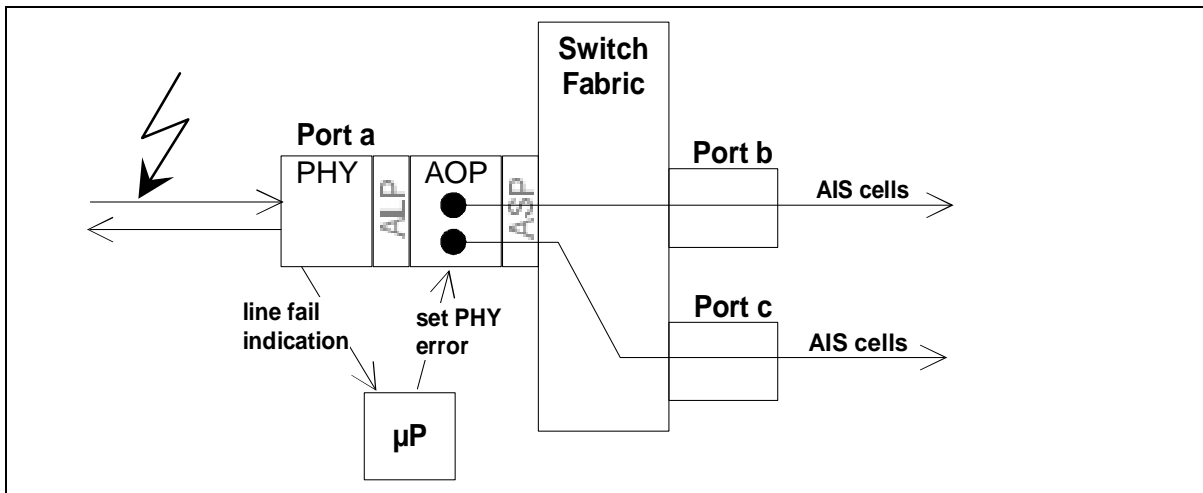 Switch
Fabric
Port a
PHY
ALP
AOP
ASP
Port b
AIS cells
line fail
indication
set PHY
error
Port c
AIS cells
µP